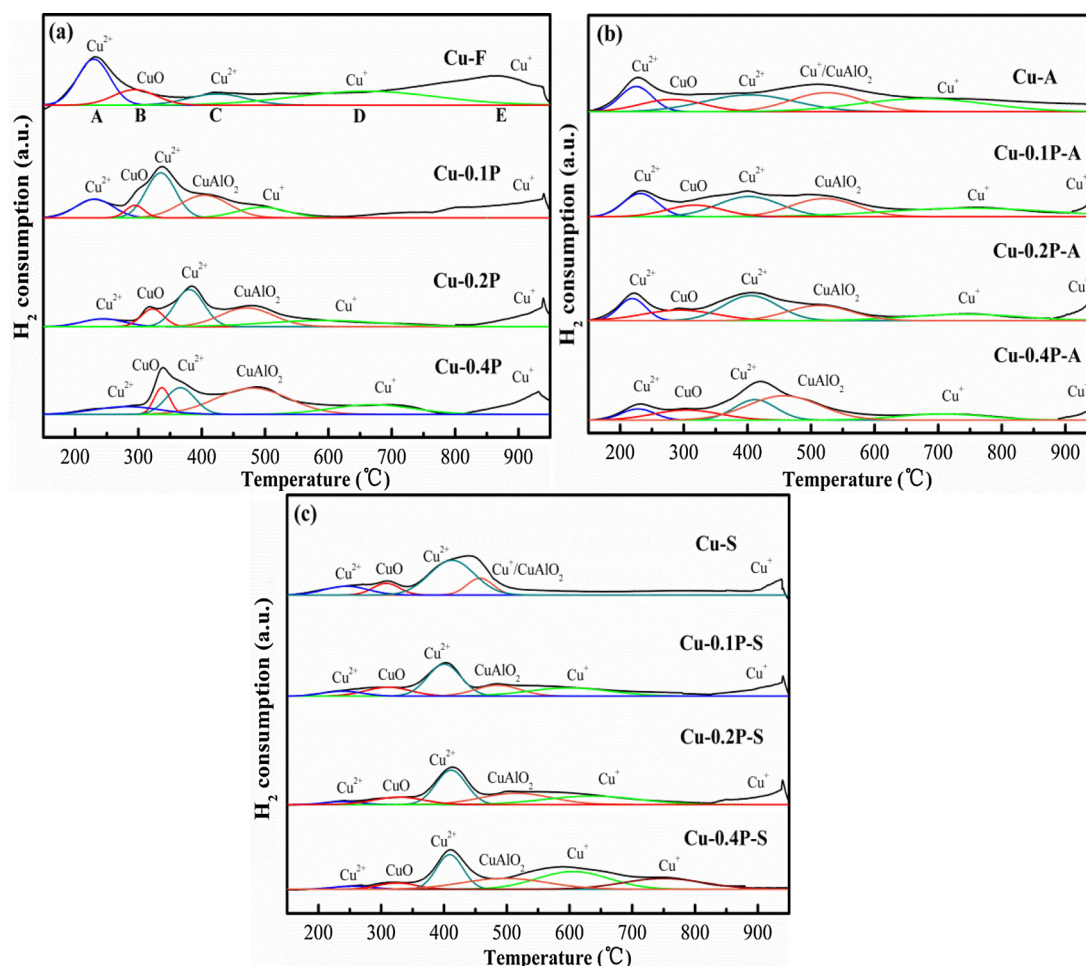 (a)
Cu²⁺
Cu-F
Cu⁺
CuO
Cu²⁺
Cu⁺
A B C D E
Cu-0.1P
Cu²⁺
CuO
Cu²⁺
CuAlO₂
Cu⁺
Cu⁺
Cu-0.2P
Cu²⁺
CuO
Cu²⁺
CuAlO₂
Cu⁺
Cu⁺
Cu-0.4P
Cu²⁺
CuO
Cu²⁺
CuAlO₂
Cu⁺
Cu⁺
H₂ consumption (a.u.)
200 300 400 500 600 700 800 900
Temperature (℃)
(b)
Cu-A
Cu²⁺
CuO
Cu²⁺
Cu⁺/CuAlO₂
Cu⁺
Cu-0.1P-A
Cu²⁺
CuO
Cu²⁺
CuAlO₂
Cu⁺
Cu⁺
Cu-0.2P-A
Cu²⁺
CuO
Cu²⁺
CuAlO₂
Cu⁺
Cu
Cu-0.4P-A
Cu²⁺
CuO
Cu²⁺
CuAlO₂
Cu⁺
Cu
H₂ consumption (a.u.)
200 300 400 500 600 700 800 900
Temperature (℃)
(c)
Cu-S
Cu²⁺
CuO
Cu²⁺
Cu⁺/CuAlO₂
Cu⁺
Cu-0.1P-S
Cu²⁺
CuO
Cu²⁺
CuAlO₂
Cu⁺
Cu⁺
Cu-0.2P-S
Cu²⁺
CuO
Cu²⁺
CuAlO₂
Cu⁺
Cu⁺
Cu-0.4P-S
Cu²⁺
CuO
Cu²⁺
CuAlO₂
Cu⁺
Cu⁺
H₂ consumption (a.u.)
200 300 400 500 600 700 800 900
Temperature (℃)